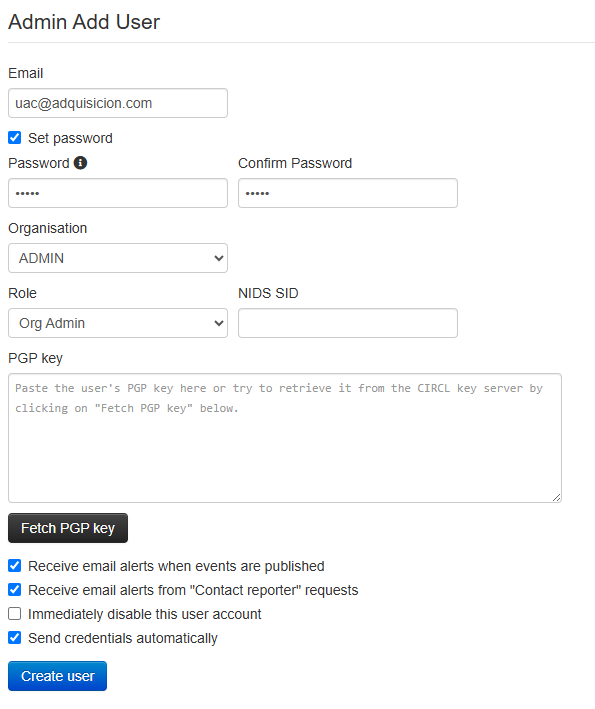 Admin Add User
Email
uac@adquisicion.com
Set password
Password Confirm Password
••••• •••••
Organisation
ADMIN
Role NIDS SID
Org Admin
PGP key
Paste the user's PGP key here or try to retrieve it from the CIRCL key server by
clicking on "Fetch PGP key" below.
Fetch PGP key
Receive email alerts when events are published
Receive email alerts from "Contact reporter" requests
Immediately disable this user account
Send credentials automatically
Create user